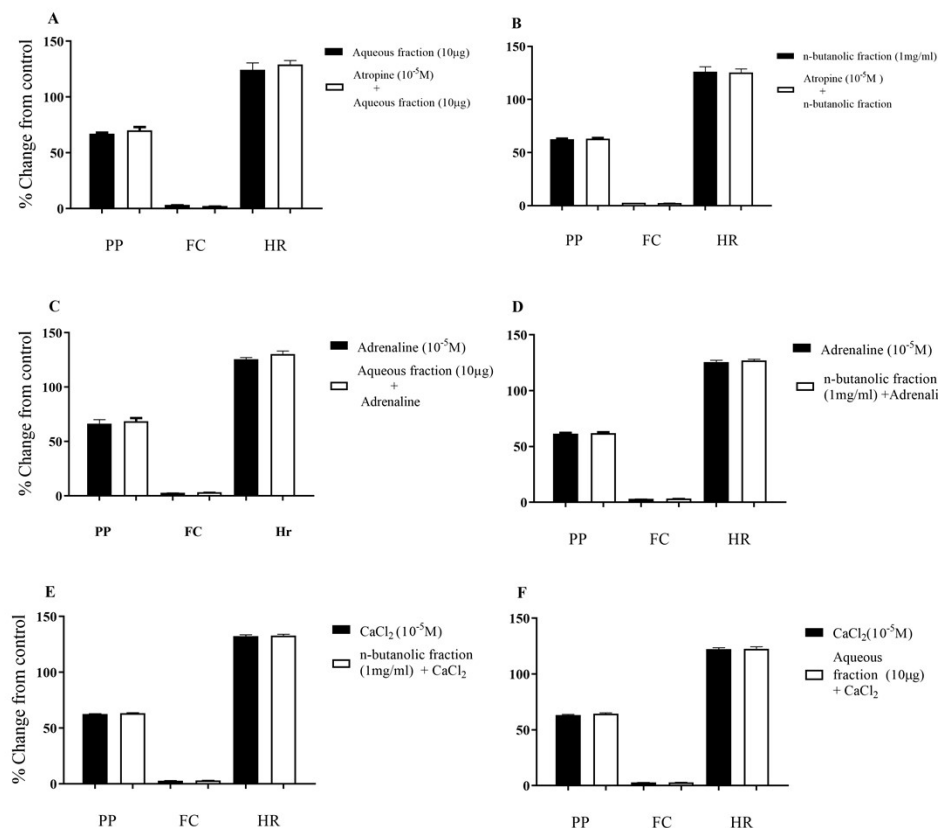 A
% Change from control
150
100
50
0
PP FC HR
Aqueous fraction (10µg)
Atropine (10⁻⁵M)
+
Aqueous fraction (10µg)
B
150
100
50
0
PP FC HR
n-butanolic fraction (1mg/ml)
Atropine (10⁻⁵M )
+
n-butanolic fraction
C
% Change from control
150
100
50
0
PP FC Hr
Adrenaline (10⁻⁵M)
Aqueous fraction (10µg)
+
Adrenaline
D
150
100
50
0
PP FC HR
Adrenaline (10⁻⁵M)
n-butanolic fraction
(1mg/ml) +Adrenali
E
% Change from control
150
100
50
0
PP FC HR
CaCl₂ (10⁻⁵M)
n-butanolic fraction
(1mg/ml) + CaCl₂
F
150
100
50
0
PP FC HR
CaCl₂(10⁻⁵M)
Aqueous
fraction (10µg)
+ CaCl₂